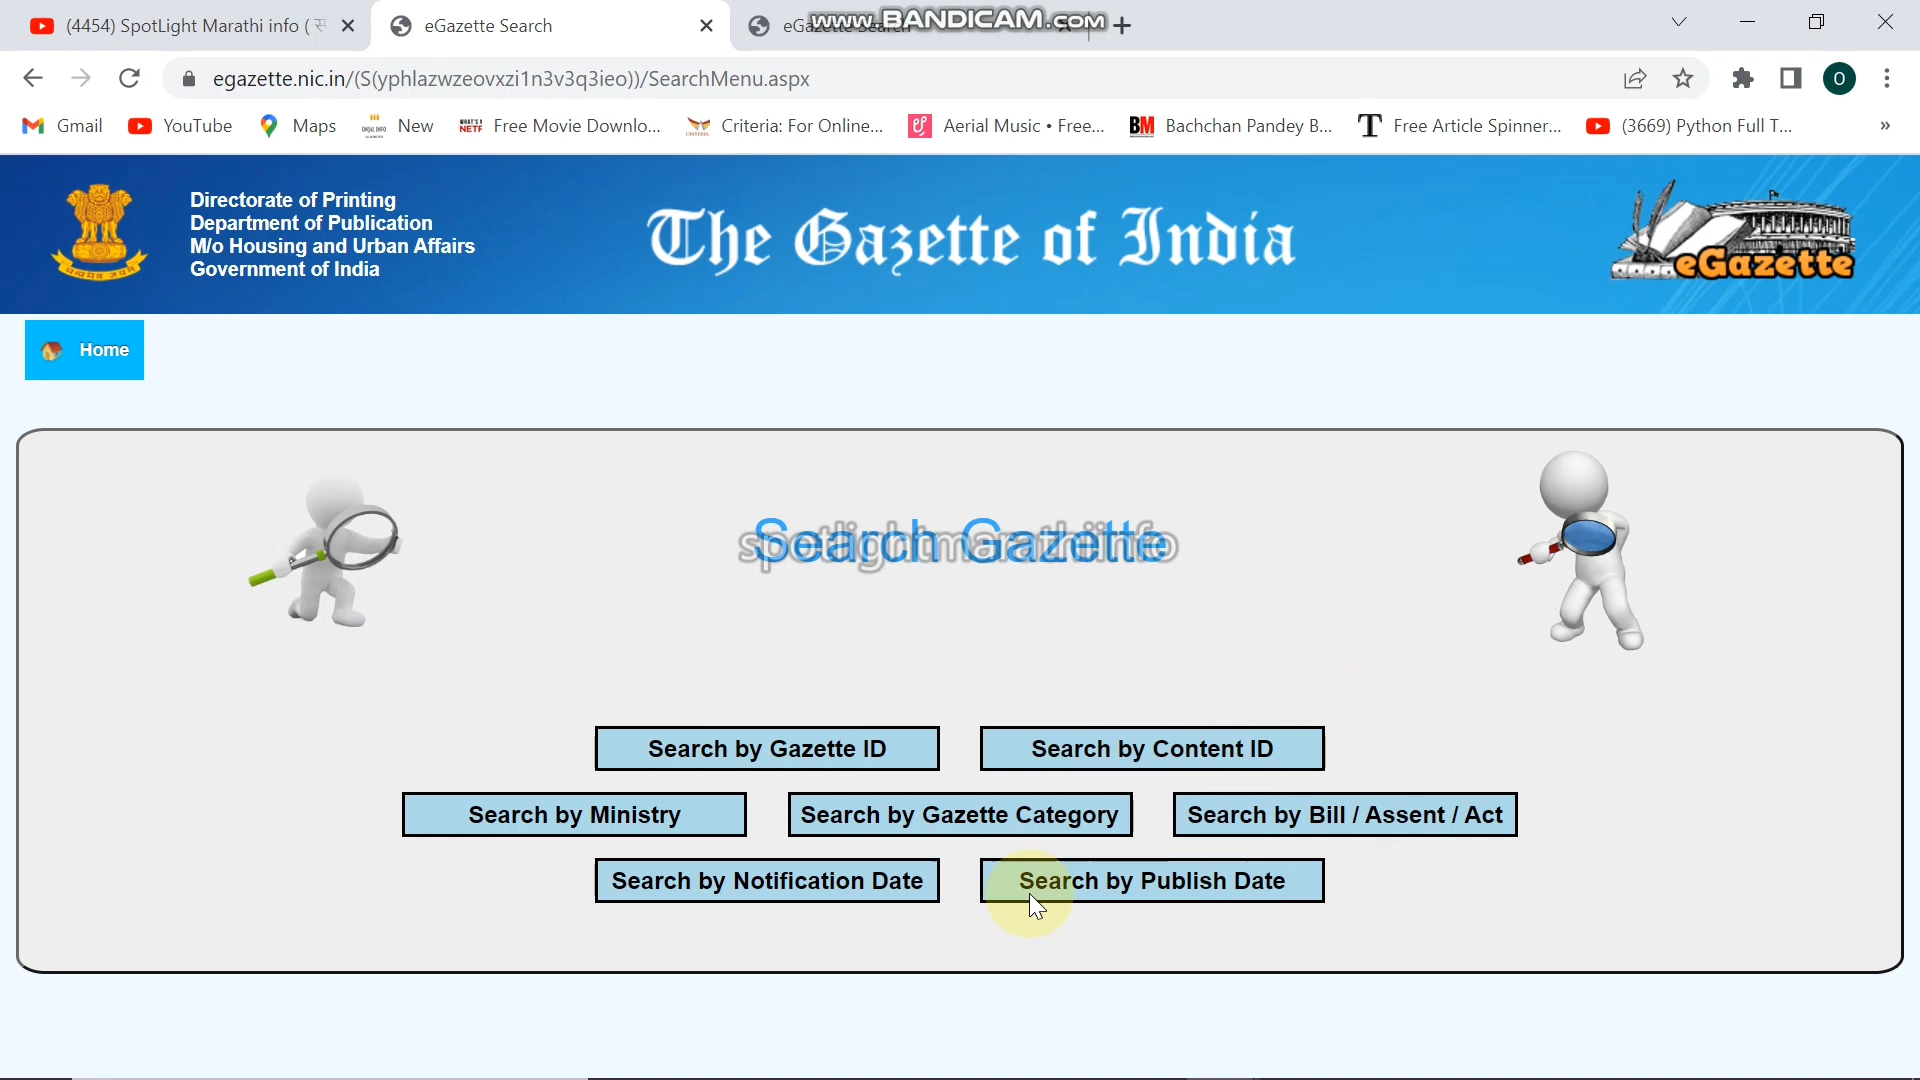 (4454) SpotLight Marathi info (
eGazette Search
eGazette Search
www.BANDICAM.com
egazette.nic.in/(S(yphlazwzeovxzi1n3v3q3ieo))/SearchMenu.aspx
O
Gmail
YouTube
Maps
New
Free Movie Downlo...
Criteria: For Online...
Aerial Music • Free...
BM
Bachchan Pandey B...
T
Free Article Spinner...
(3669) Python Full T...
»
Directorate of Printing
Department of Publication
M/o Housing and Urban Affairs
Government of India
The Gazette of India
eGazette
Home
Search Gazette
spotlightmarathiinfo
Search by Gazette ID
Search by Content ID
Search by Ministry
Search by Gazette Category
Search by Bill / Assent / Act
Search by Notification Date
Search by Publish Date